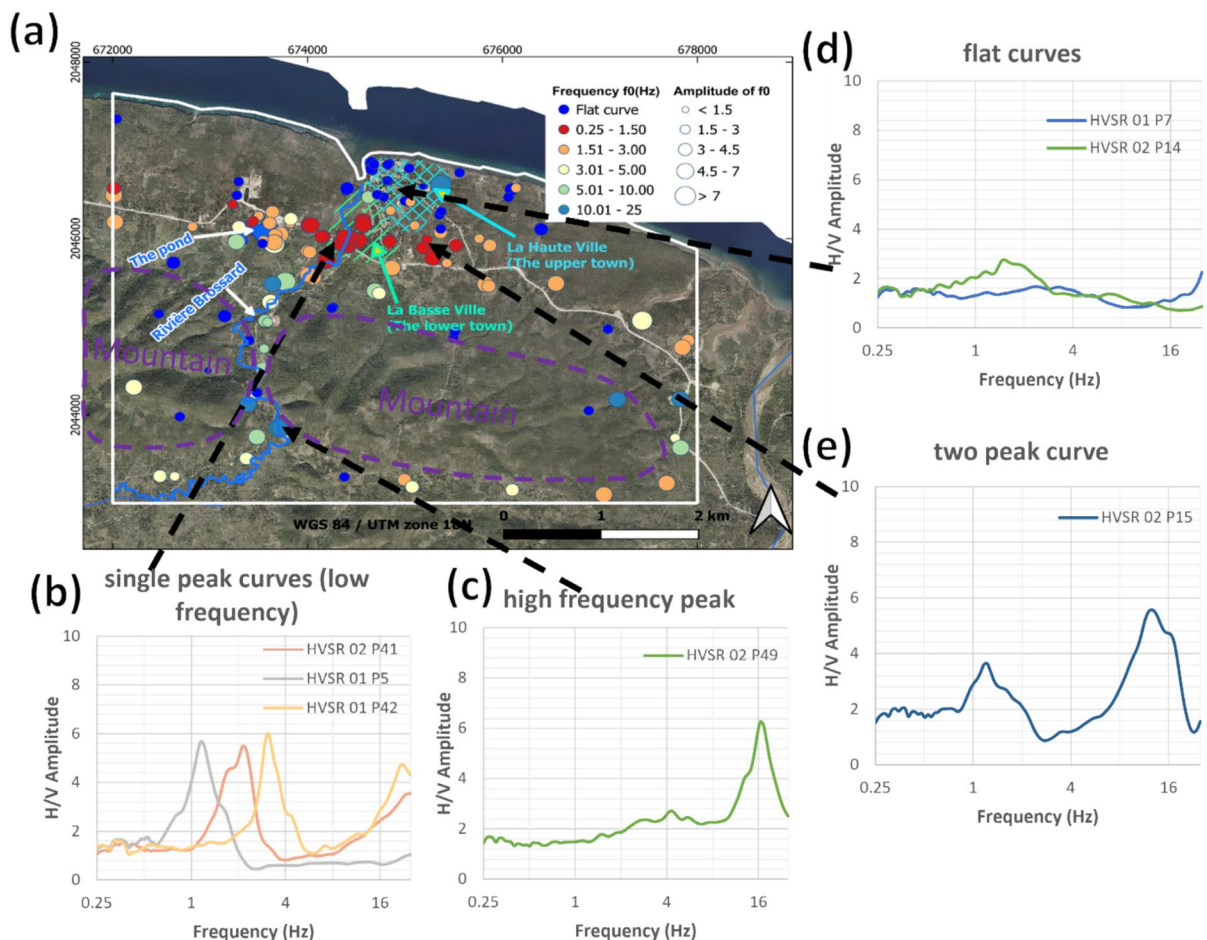 (a)
672000
674000
676000
678000
2048000
2046000
2044000
Frequency f0(Hz)
Flat curve
0.25 - 1.50
1.51 - 3.00
3.01 - 5.00
5.01 - 10.00
10.01 - 25
Amplitude of f0
< 1.5
1.5 - 3
3 - 4.5
4.5 - 7
> 7
The pond
Rivière Brossard
La Haute Ville
(The upper town)
La Basse Ville
(The lower town)
Mountain
Mountain
WGS 84 / UTM zone 18N
0
1
2 km
(d)
flat curves
HVSR 01 P7
HVSR 02 P14
H/V Amplitude
10
8
6
4
2
0
0.25
1
4
16
Frequency (Hz)
(e)
two peak curve
HVSR 02 P15
H/V Amplitude
10
8
6
4
2
0
0.25
1
4
16
Frequency (Hz)
(b)
single peak curves (low
frequency)
HVSR 02 P41
HVSR 01 P5
HVSR 01 P42
H/V Amplitude
10
8
6
4
2
0
0.25
1
4
16
Frequency (Hz)
(c)
high frequency peak
HVSR 02 P49
H/V Amplitude
10
8
6
4
2
0
0.25
1
4
16
Frequency (Hz)